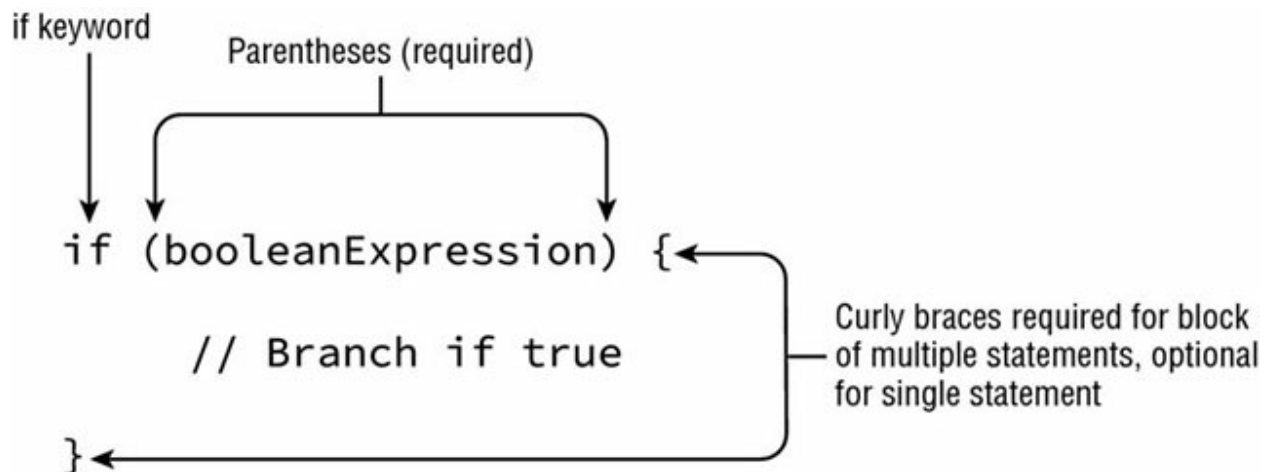 if keyword
Parentheses (required)
if (booleanExpression) {
// Branch if true
Curly braces required for block
of multiple statements, optional
for single statement
}